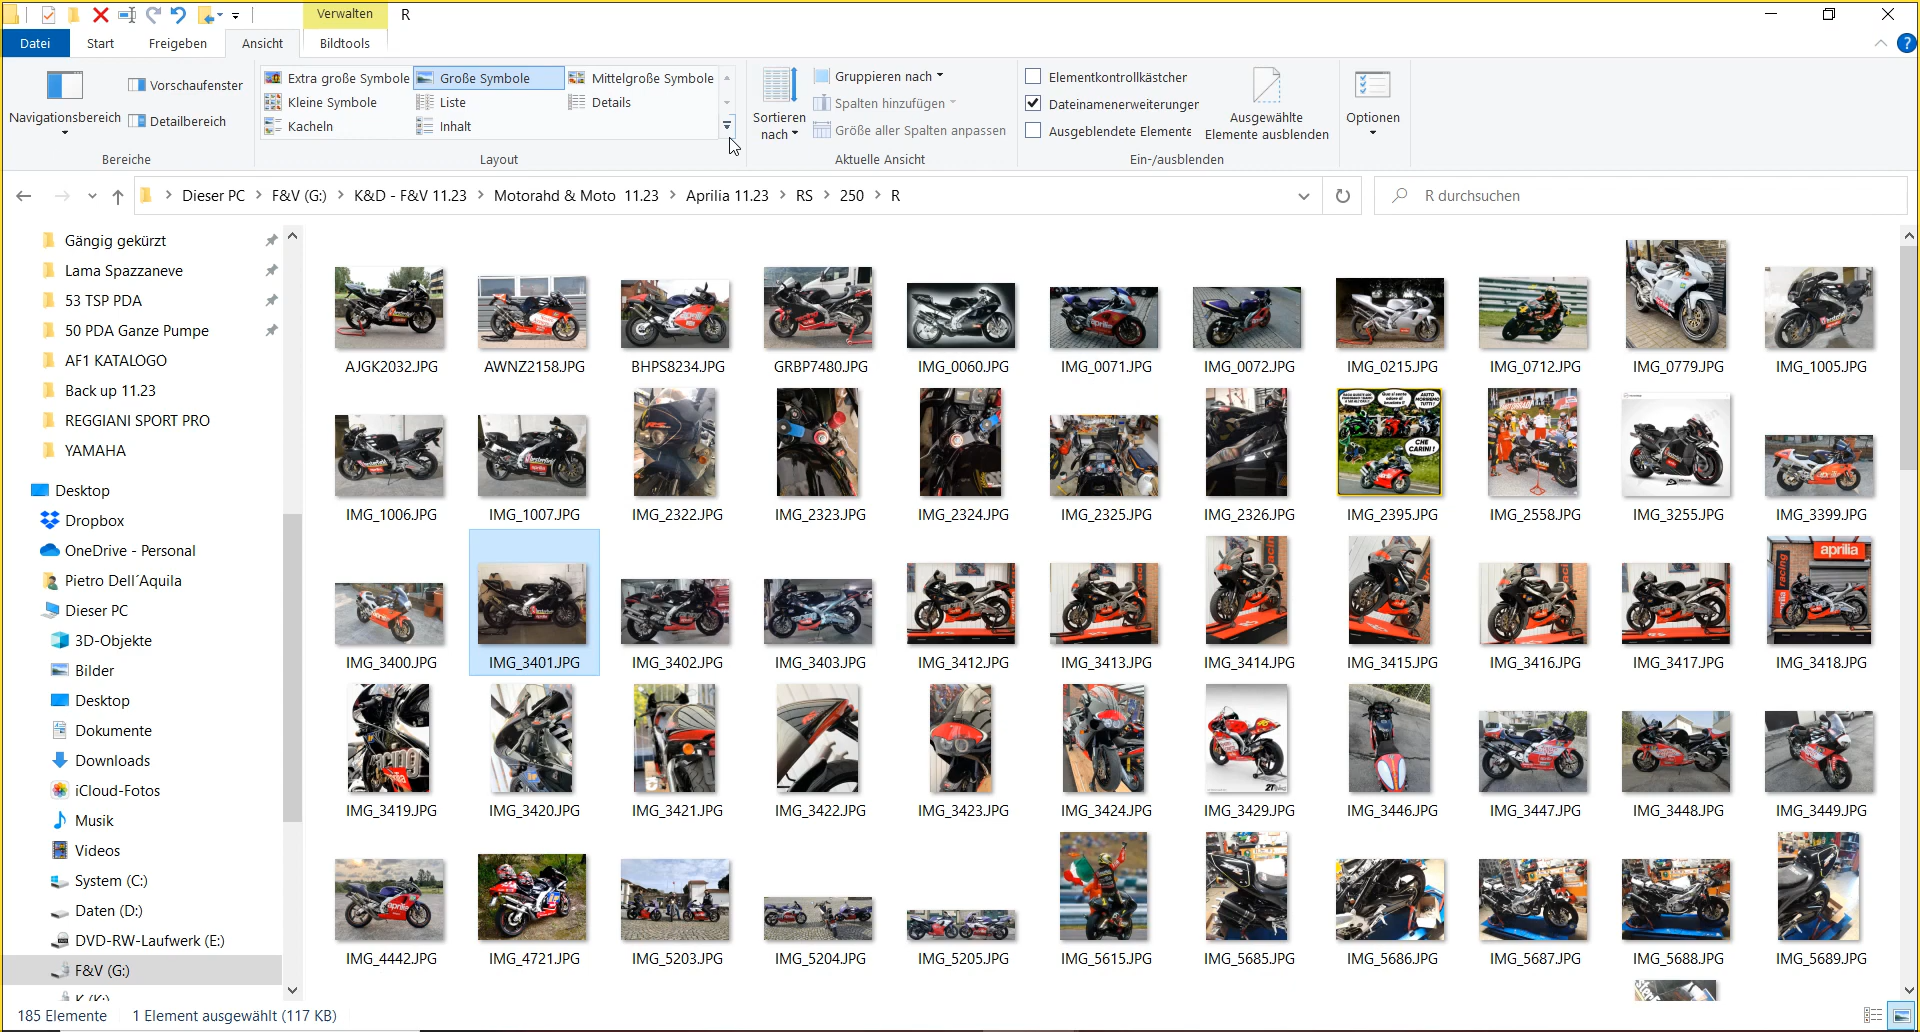 Verwalten
R
Datei
Start
Freigeben
Ansicht
Bildtools
Navigationsbereich
Vorschaufenster
Detailbereich
Bereiche
Extra große Symbole
Große Symbole
Mittelgroße Symbole
Kleine Symbole
Liste
Details
Kacheln
Inhalt
Layout
Sortieren
nach
Gruppieren nach
Spalten hinzufügen
Größe aller Spalten anpassen
Aktuelle Ansicht
Elementkontrollkästcher
Dateinamenerweiterunger
Ausgeblendete Elemente
Ausgewählte
Elemente ausblenden
Ein-/ausblenden
Optionen
Dieser PC
F&V (G:)
K&D - F&V 11.23
Motorahd & Moto 11.23
Aprilia 11.23
RS
250
R
R durchsuchen
Gängig gekürzt
Lama Spazzaneve
53 TSP PDA
50 PDA Ganze Pumpe
AF1 KATALOGO
Back up 11.23
REGGIANI SPORT PRO
YAMAHA
Desktop
Dropbox
OneDrive - Personal
Pietro Dell´Aquila
Dieser PC
3D-Objekte
Bilder
Desktop
Dokumente
Downloads
iCloud-Fotos
Musik
Videos
System (C:)
Daten (D:)
DVD-RW-Laufwerk (E:)
F&V (G:)
K (K:)
AJGK2032.JPG
AWNZ2158.JPG
BHPS8234.JPG
GRBP7480.JPG
IMG_0060.JPG
IMG_0071.JPG
IMG_0072.JPG
IMG_0215.JPG
IMG_0712.JPG
IMG_0779.JPG
IMG_1005.JPG
CHE
CARINI !
IMG_1006.JPG
IMG_1007.JPG
IMG_2322.JPG
IMG_2323.JPG
IMG_2324.JPG
IMG_2325.JPG
IMG_2326.JPG
IMG_2395.JPG
IMG_2558.JPG
IMG_3255.JPG
IMG_3399.JPG
aprilia
racing
IMG_3400.JPG
IMG_3401.JPG
IMG_3402.JPG
IMG_3403.JPG
IMG_3412.JPG
IMG_3413.JPG
IMG_3414.JPG
IMG_3415.JPG
IMG_3416.JPG
IMG_3417.JPG
IMG_3418.JPG
IMG_3419.JPG
IMG_3420.JPG
IMG_3421.JPG
IMG_3422.JPG
IMG_3423.JPG
IMG_3424.JPG
IMG_3429.JPG
IMG_3446.JPG
IMG_3447.JPG
IMG_3448.JPG
IMG_3449.JPG
IMG_4442.JPG
IMG_4721.JPG
IMG_5203.JPG
IMG_5204.JPG
IMG_5205.JPG
IMG_5615.JPG
IMG_5685.JPG
IMG_5686.JPG
IMG_5687.JPG
IMG_5688.JPG
IMG_5689.JPG
185 Elemente
1 Element ausgewählt (117 KB)